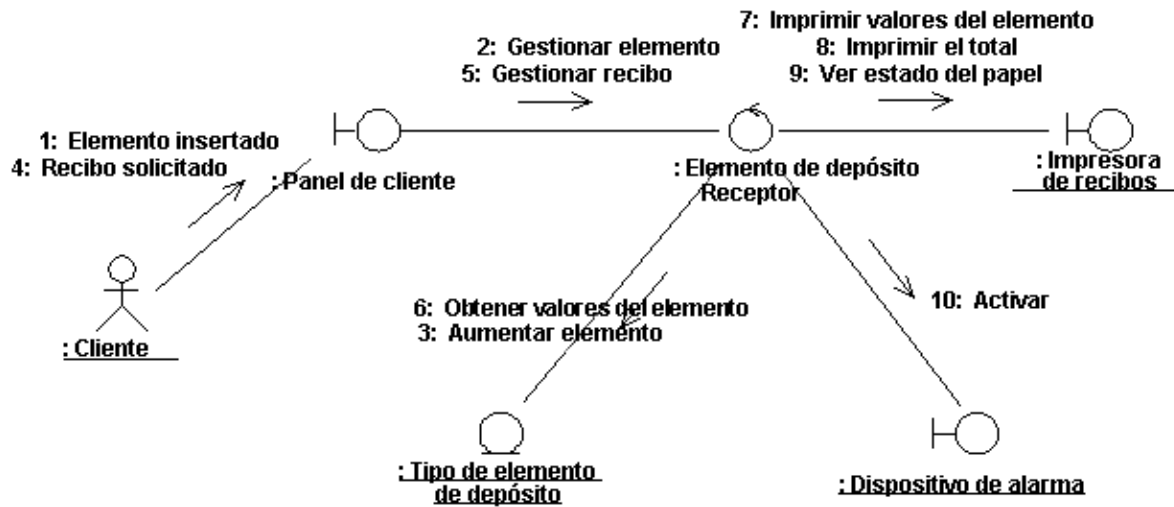 7: Imprimir valores del elemento
8: Imprimir el total
9: Ver estado del papel
2: Gestionar elemento
5: Gestionar recibo
1: Elemento insertado
4: Recibo solicitado
: Panel de cliente
: Elemento de depósito
Receptor
: Impresora
de recibos
6: Obtener valores del elemento
3: Aumentar elemento
10: Activar
: Cliente
: Tipo de elemento
de depósito
: Dispositivo de alarma